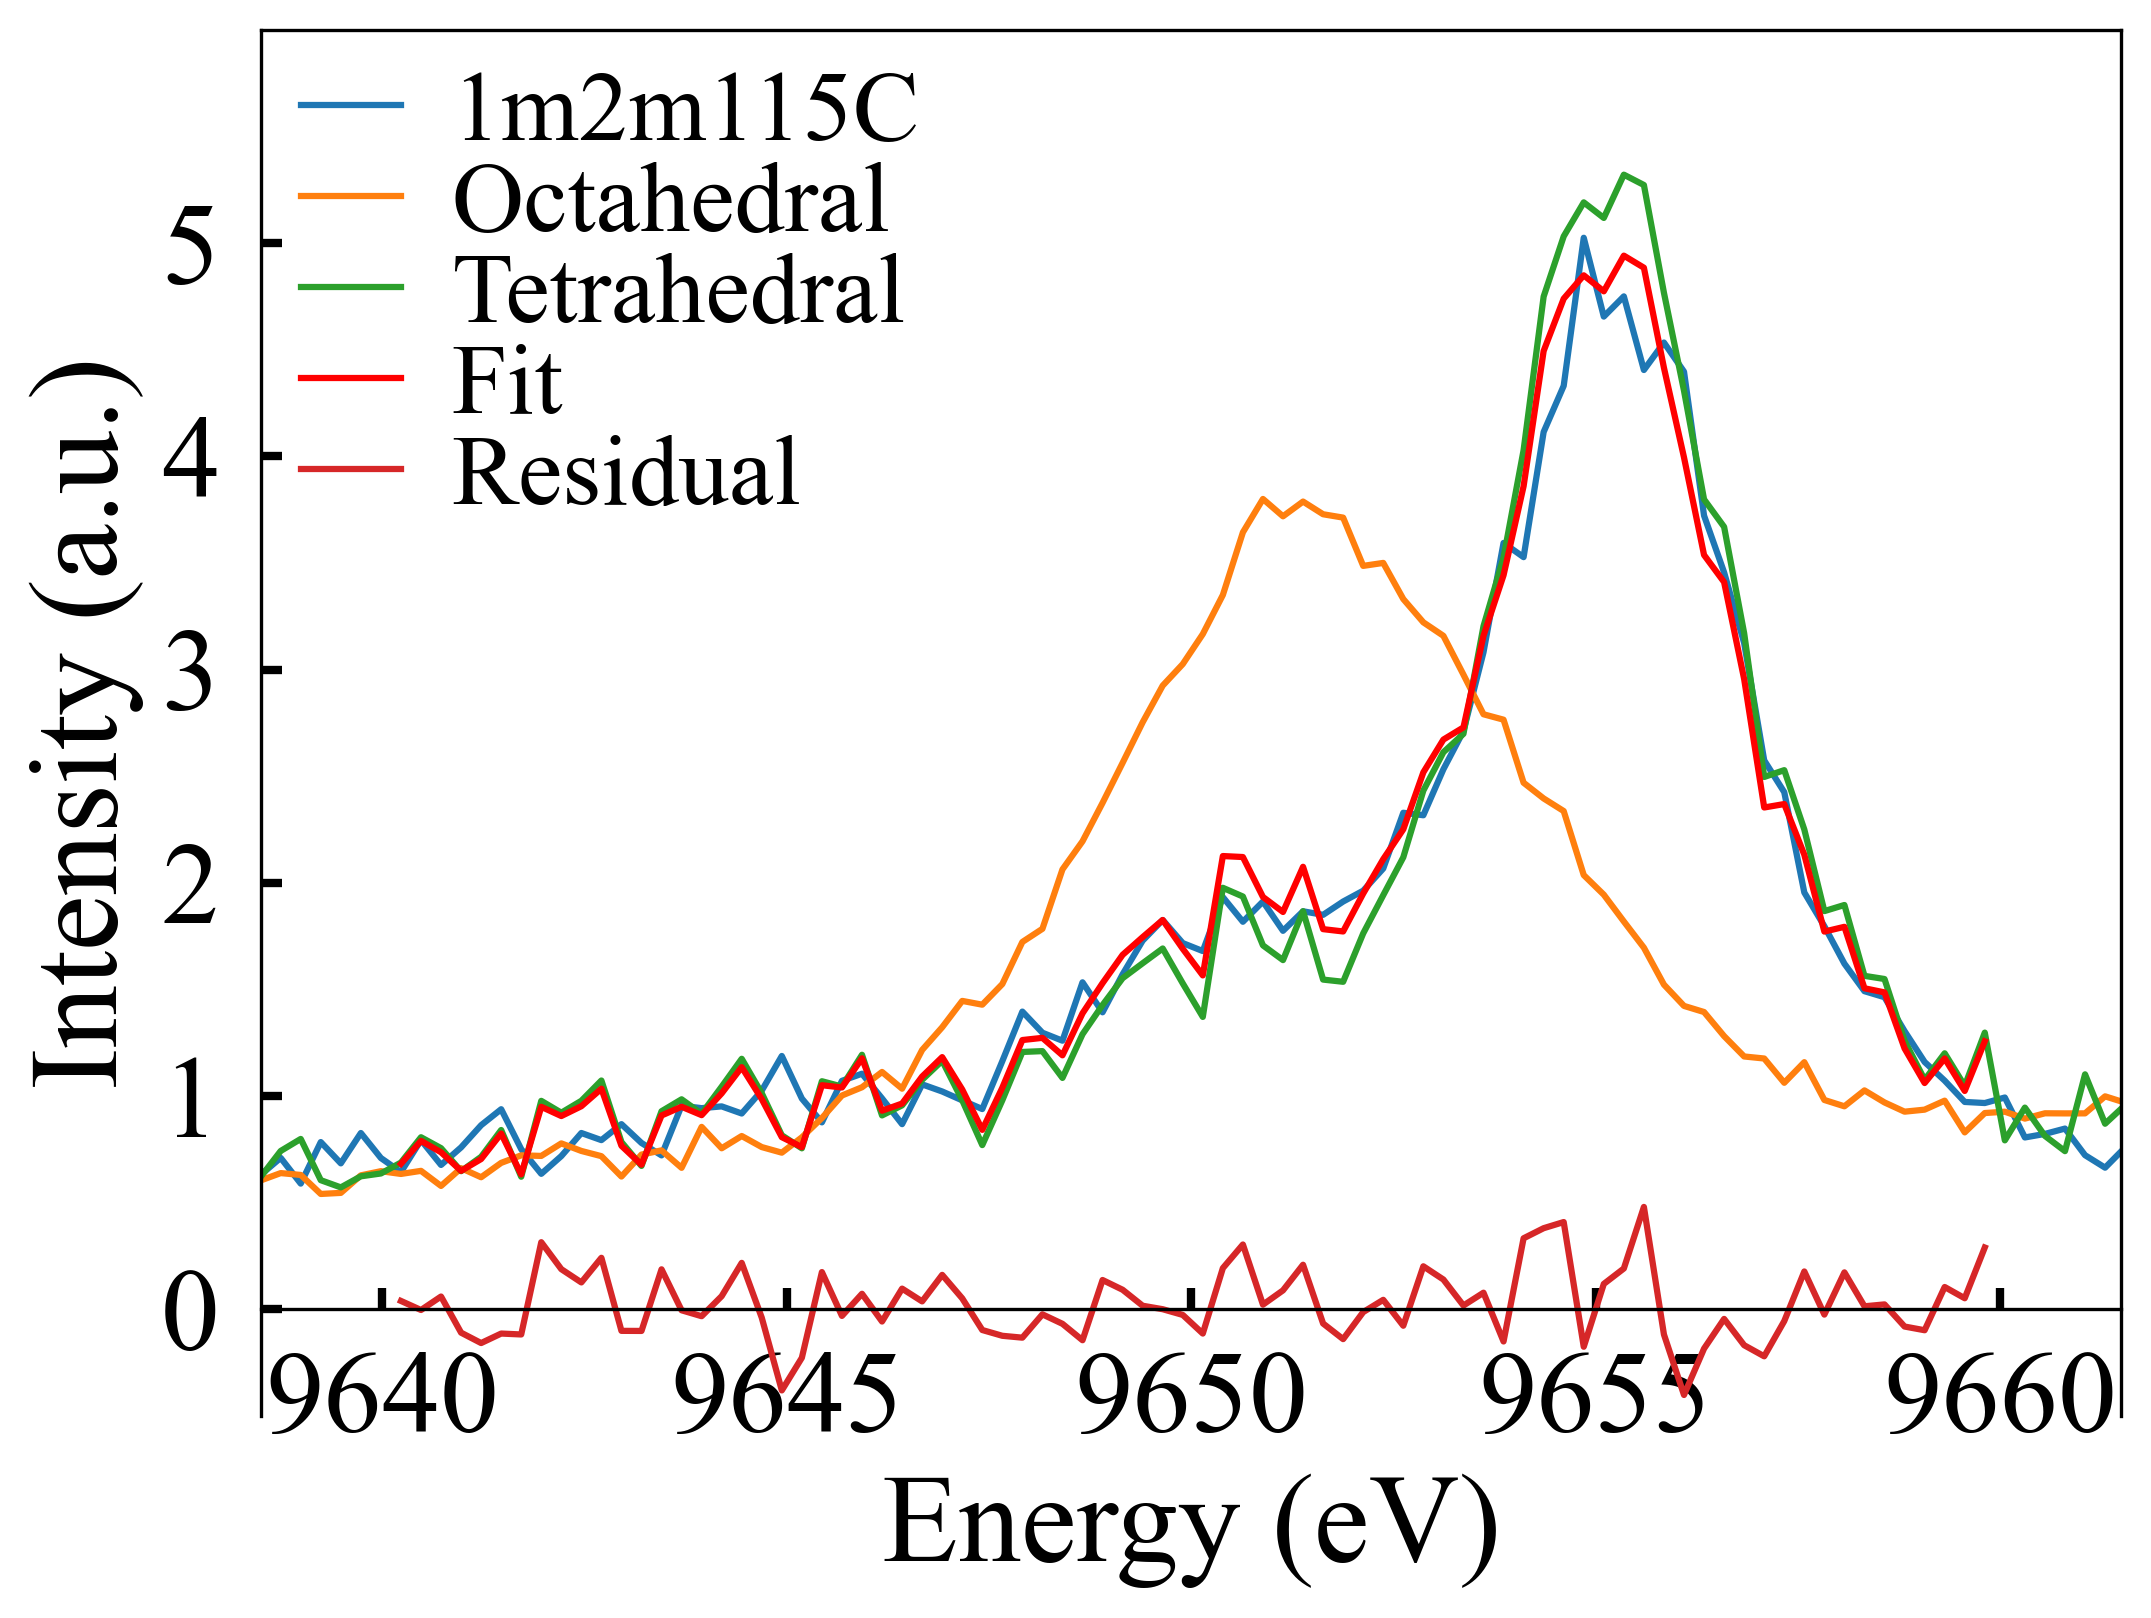 1m2m115C
Octahedral
Tetrahedral
Fit
Residual
Intensity (a.u.)
5
4
3
2
1
0
9640 9645 9650 9655 9660
Energy (eV)